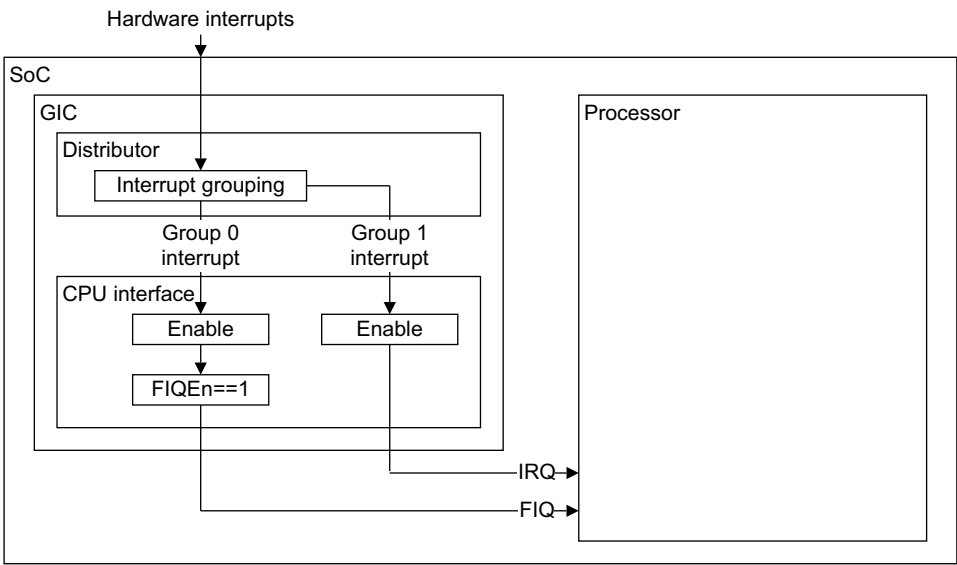 Hardware interrupts
SoC
GIC
Processor
Distributor
Interrupt grouping
Group 0
interrupt
Group 1
interrupt
CPU interface
Enable
Enable
FIQEn==1
IRQ
FIQ